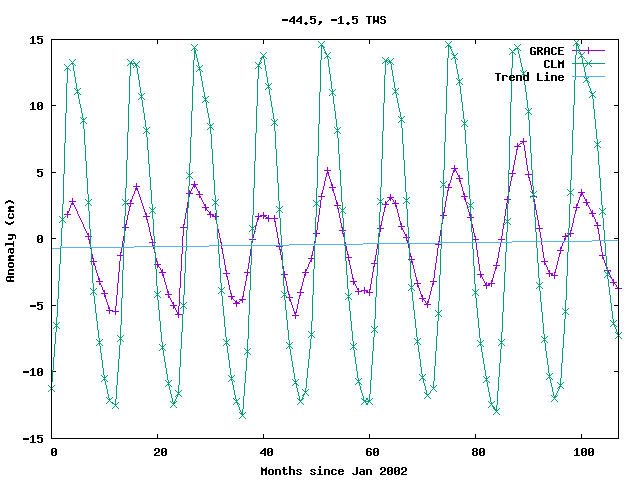 -44.5, -1.5 TWS
GRACE
CLM
Trend Line
15
10
5
0
-5
-10
-15
Anomaly (cm)
0 20 40 60 80 100
Months since Jan 2002